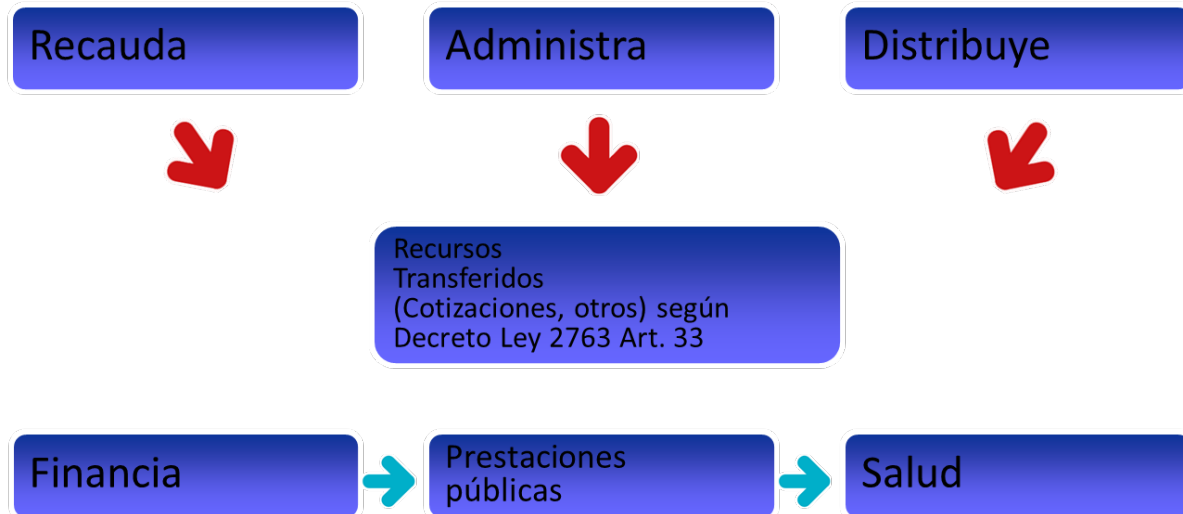 Recauda
Administra
Distribuye
Recursos
Transferidos
(Cotizaciones, otros) según
Decreto Ley 2763 Art. 33
Financia
Prestaciones
públicas
Salud